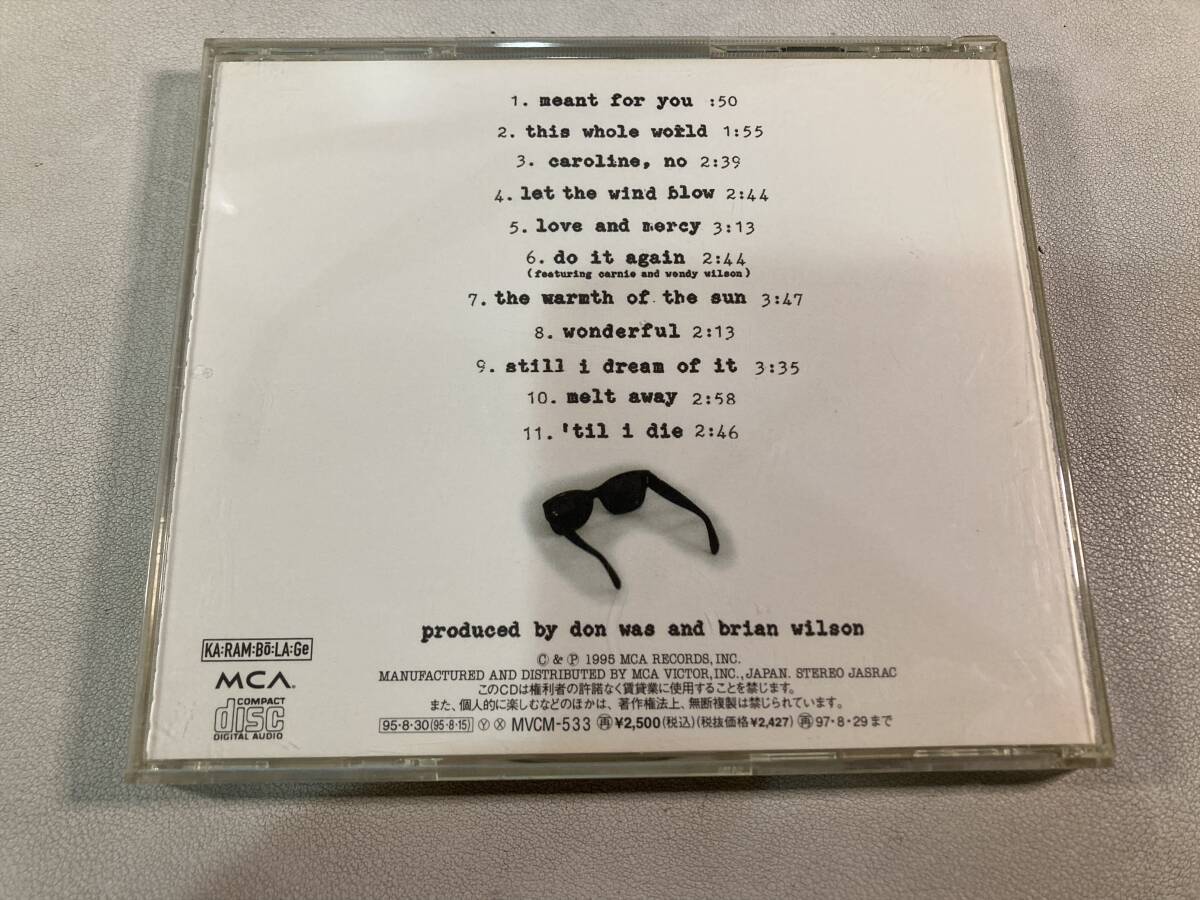 1. meant for you :50
2. this whole world 1:55
3. caroline, no 2:39
4. let the wind blow 2:44
5. love and mercy 3:13
6. do it again 2:44
(featuring carnie and wendy wilson)
7. the warmth of the sun 3:47
8. wonderful 2:13
9. still i dream of it 3:35
10. melt away 2:58
11. 'til i die 2:46
produced by don was and brian wilson
KA:RAM:BŌ:LA:Ge
MCA.
COMPACT
disc
DIGITAL AUDIO
Ⓒ & Ⓟ 1995 MCA RECORDS, INC.
MANUFACTURED AND DISTRIBUTED BY MCA VICTOR, INC., JAPAN. STEREO JASRAC
このCDは権利者の許諾なく賃貸業に使用することを禁じます。
また、個人的に楽しむなどのほかは、著作権法上、無断複製は禁じられています。
95・8・30(95・8・15) Ⓨ Ⓧ MVCM-533 再 ¥2,500(税込)(税抜価格¥2,427) 再 97・8・29まで